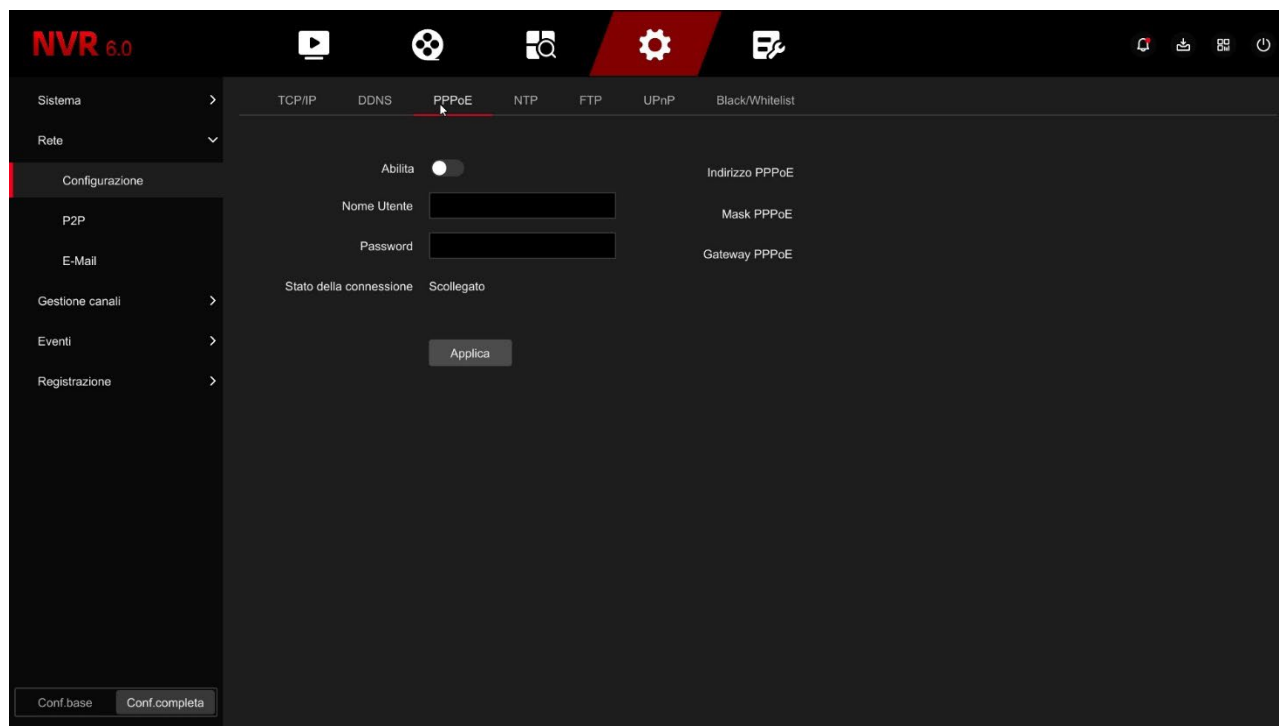 NVR 6.0
Sistema
Rete
Configurazione
P2P
E-Mail
Gestione canali
Eventi
Registrazione
Conf.base Conf.completa
TCP/IP DDNS PPPoE NTP FTP UPnP Black/Whitelist
Abilita
Nome Utente
Password
Stato della connessione Scollegato
Applica
Indirizzo PPPoE
Mask PPPoE
Gateway PPPoE